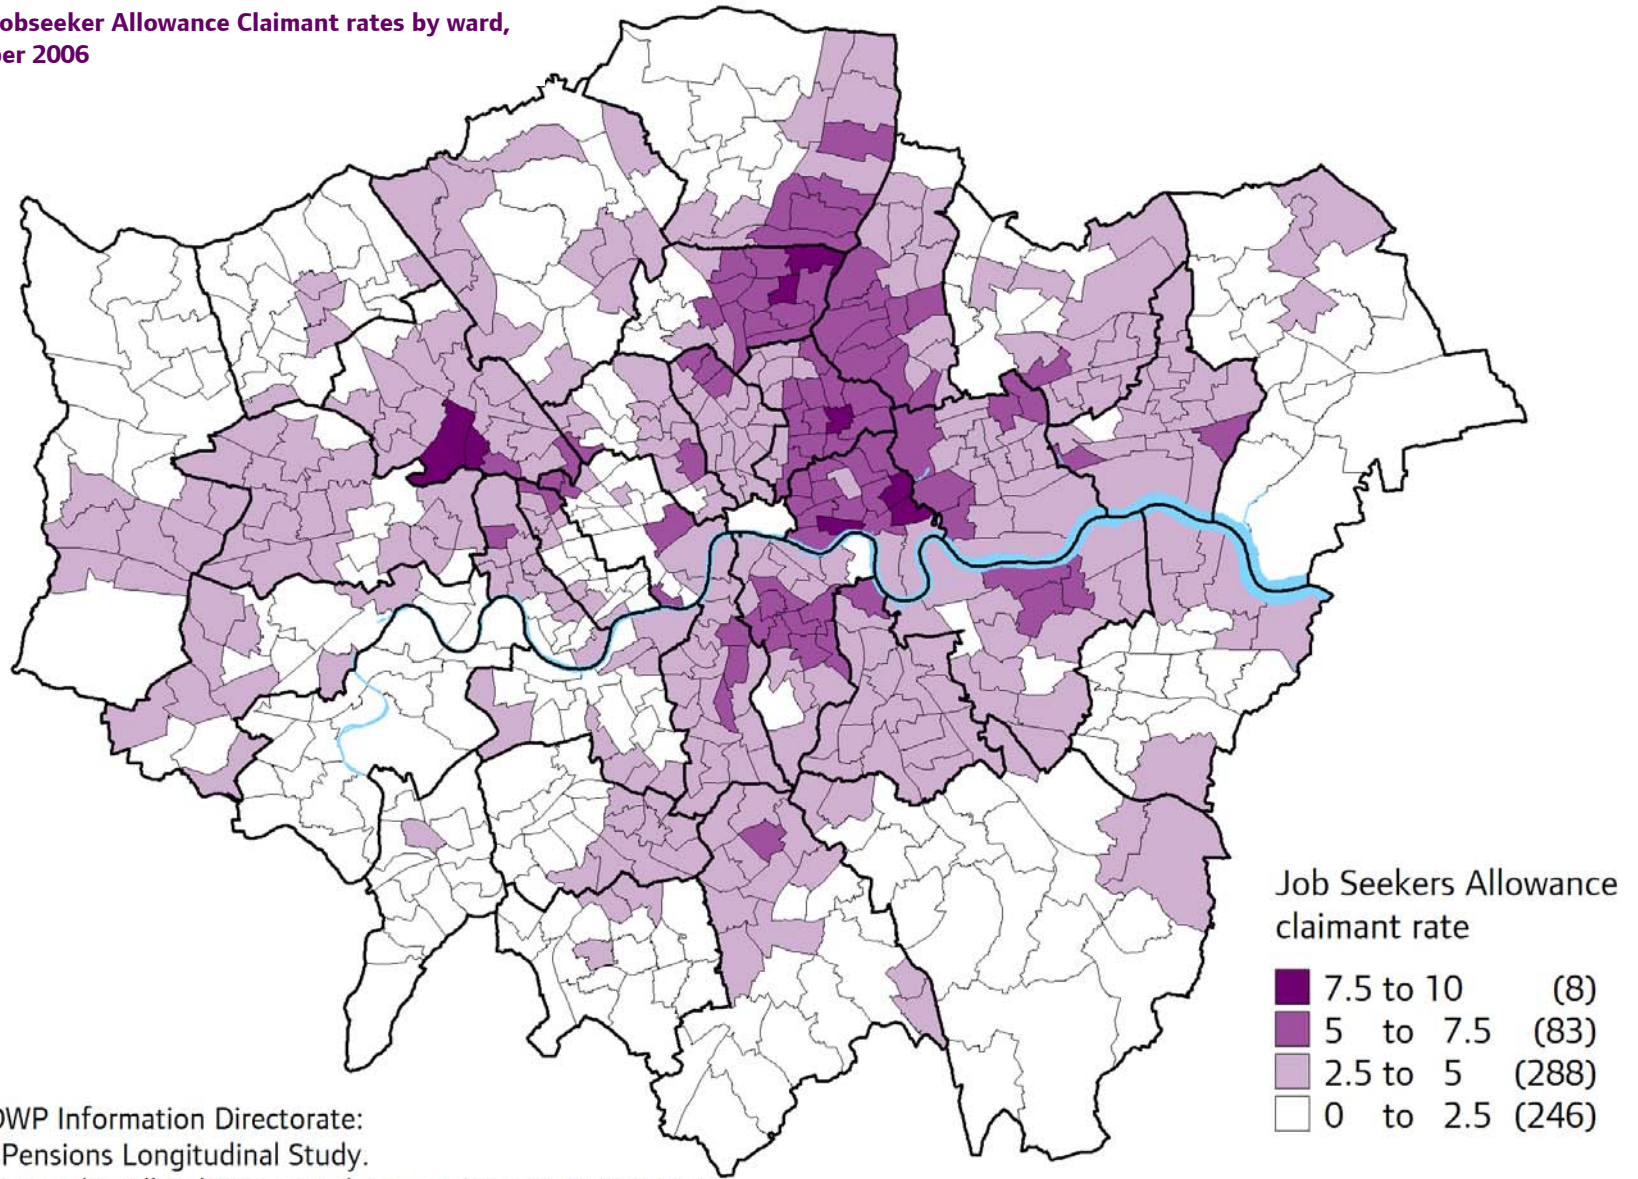 obseeker Allowance Claimant rates by ward,
er 2006
Job Seekers Allowance
claimant rate
7.5 to 10 (8)
5 to 7.5 (83)
2.5 to 5 (288)
0 to 2.5 (246)
DWP Information Directorate:
Pensions Longitudinal Study.